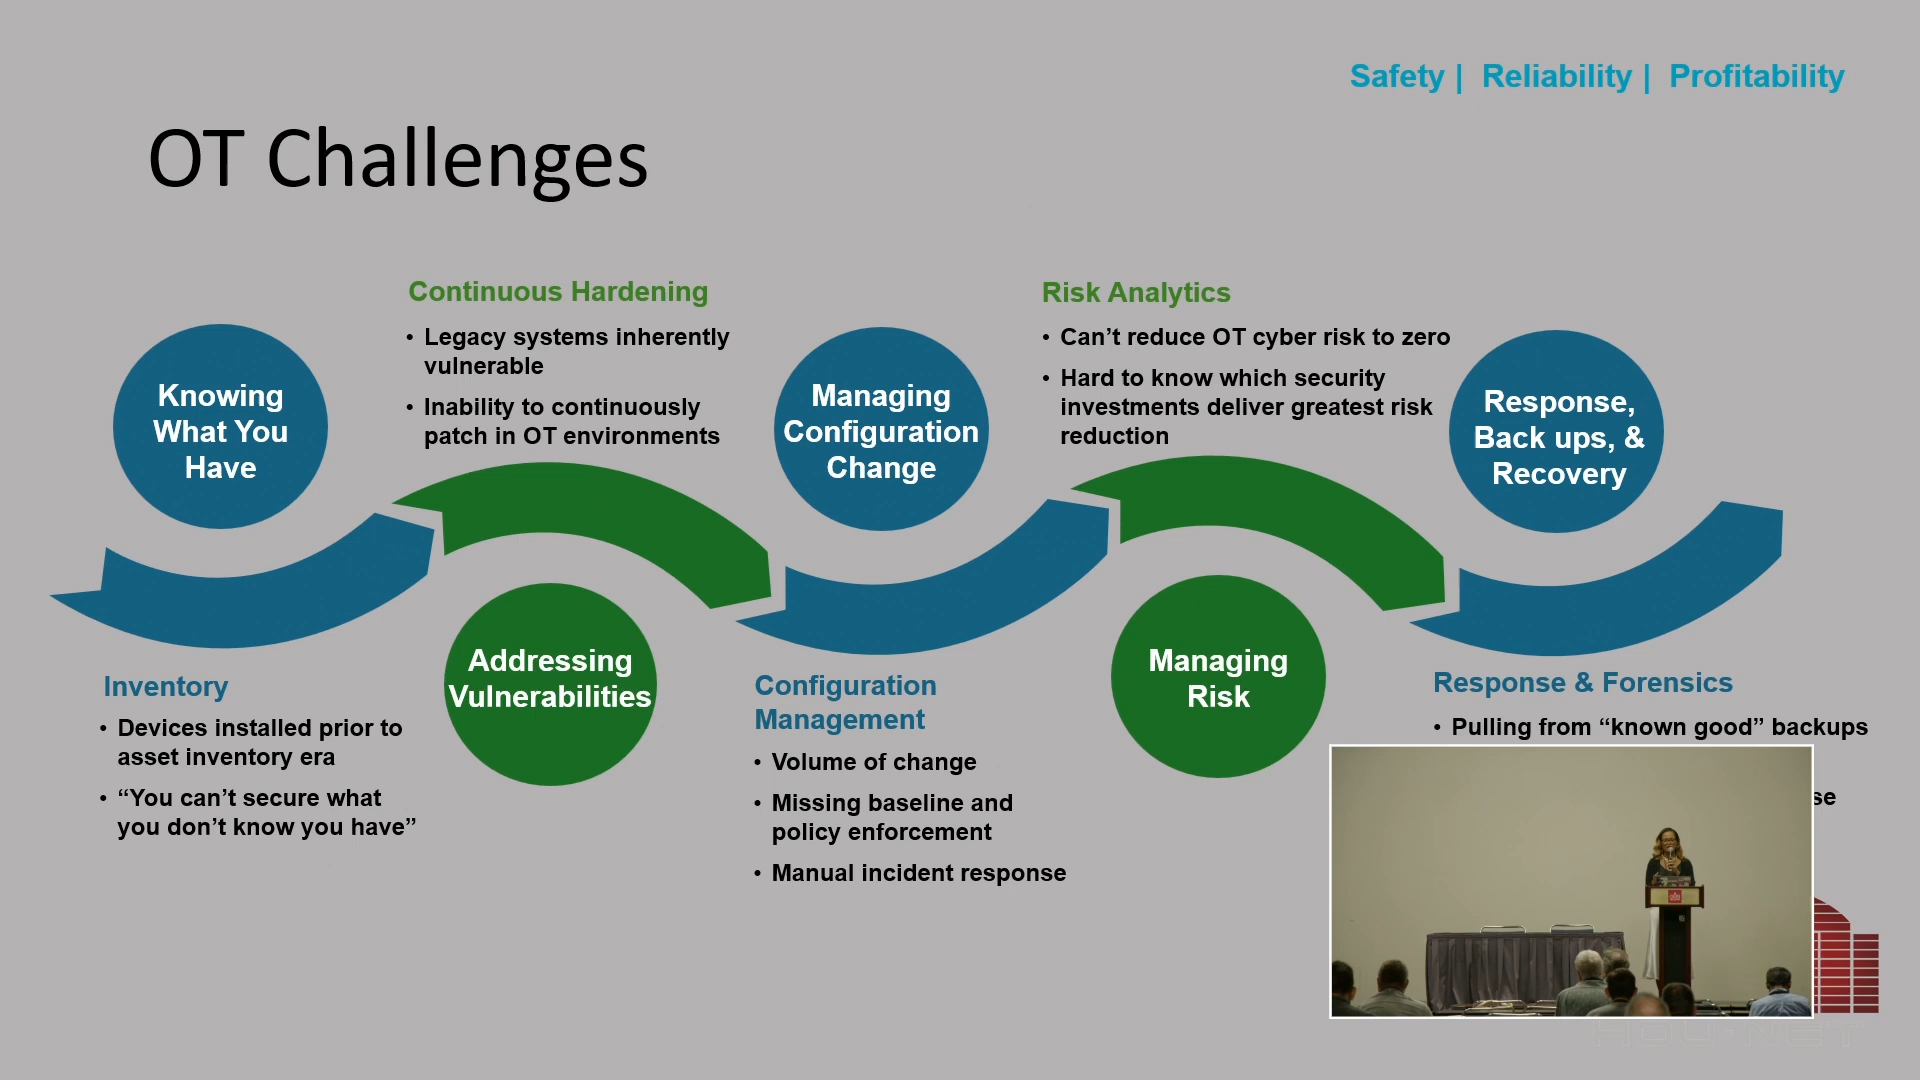 Safety | Reliability | Profitability
OT Challenges
Knowing
What You
Have
Inventory
• Devices installed prior to
asset inventory era
• “You can’t secure what
you don’t know you have”
Continuous Hardening
• Legacy systems inherently
vulnerable
• Inability to continuously
patch in OT environments
Addressing
Vulnerabilities
Managing
Configuration
Change
Configuration
Management
• Volume of change
• Missing baseline and
policy enforcement
• Manual incident response
Risk Analytics
• Can’t reduce OT cyber risk to zero
• Hard to know which security
investments deliver greatest risk
reduction
Managing
Risk
Response,
Back ups, &
Recovery
Response & Forensics
• Pulling from “known good” backups